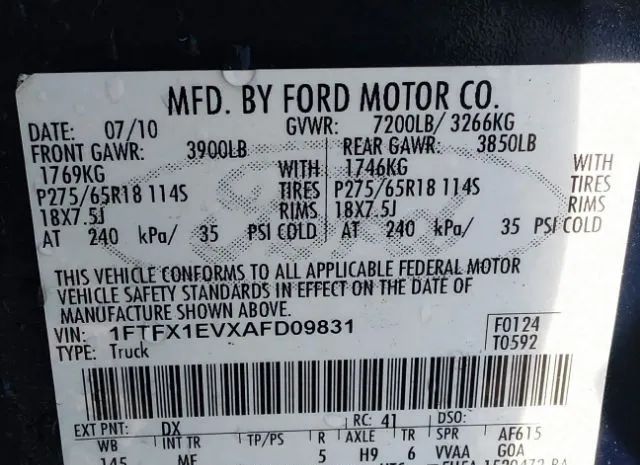 MFD. BY FORD MOTOR CO.
DATE: 07/10 GVWR: 7200LB/ 3266KG
FRONT GAWR: 3900LB REAR GAWR: 3850LB
1769KG WITH 1746KG WITH
P275/65R18 114S TIRES P275/65R18 114S TIRES
18X7.5J RIMS 18X7.5J RIMS
AT 240 kPa/ 35 PSI COLD AT 240 kPa/ 35 PSI COLD
THIS VEHICLE CONFORMS TO ALL APPLICABLE FEDERAL MOTOR
VEHICLE SAFETY STANDARDS IN EFFECT ON THE DATE OF
MANUFACTURE SHOWN ABOVE.
VIN: 1FTFX1EVXAFD09831 F0124
TYPE: Truck T0592
EXT PNT: DX RC: 41 DSO:
WB INT TR TP/PS R AXLE TR SPR AF615
145 ME 5 H9 6 VVAA GOA